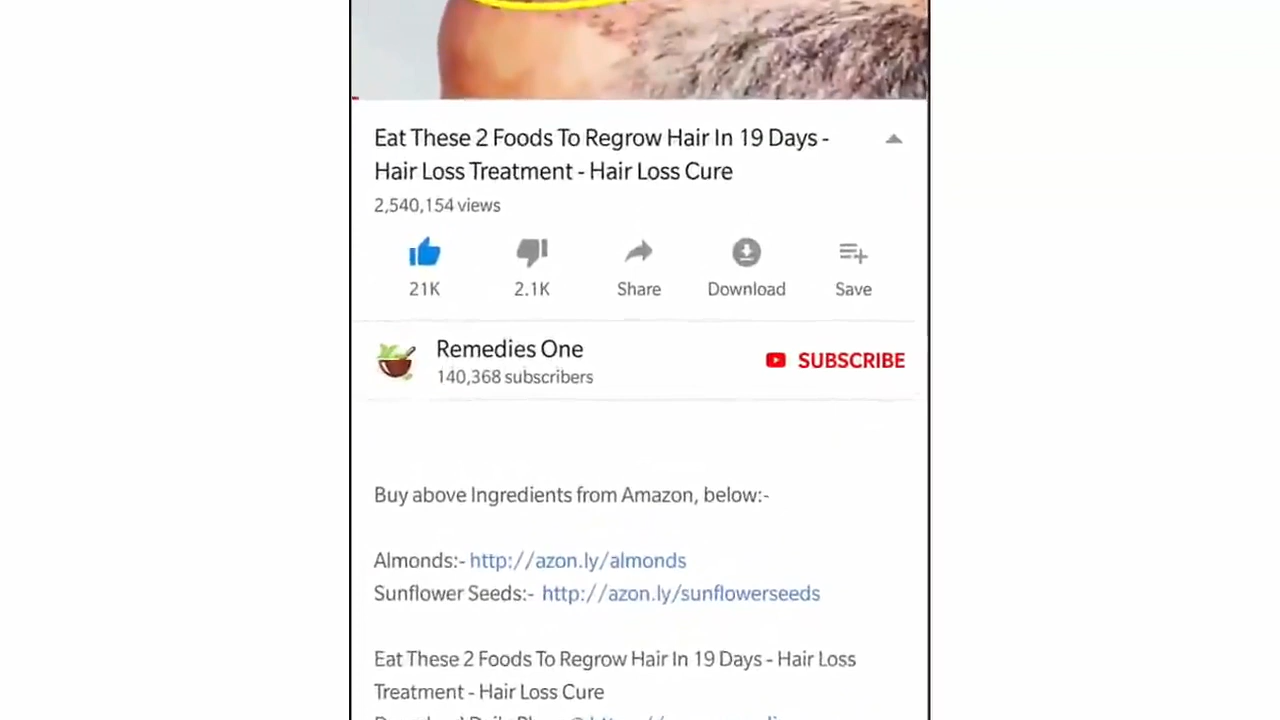 Eat These 2 Foods To Regrow Hair In 19 Days -
Hair Loss Treatment - Hair Loss Cure
2,540,154 views
21K
2.1K
Share
Download
Save
Remedies One
140,368 subscribers
SUBSCRIBE
Buy above Ingredients from Amazon, below:-
Almonds:- http://azon.ly/almonds
Sunflower Seeds:- http://azon.ly/sunflowerseeds
Eat These 2 Foods To Regrow Hair In 19 Days - Hair Loss
Treatment - Hair Loss Cure